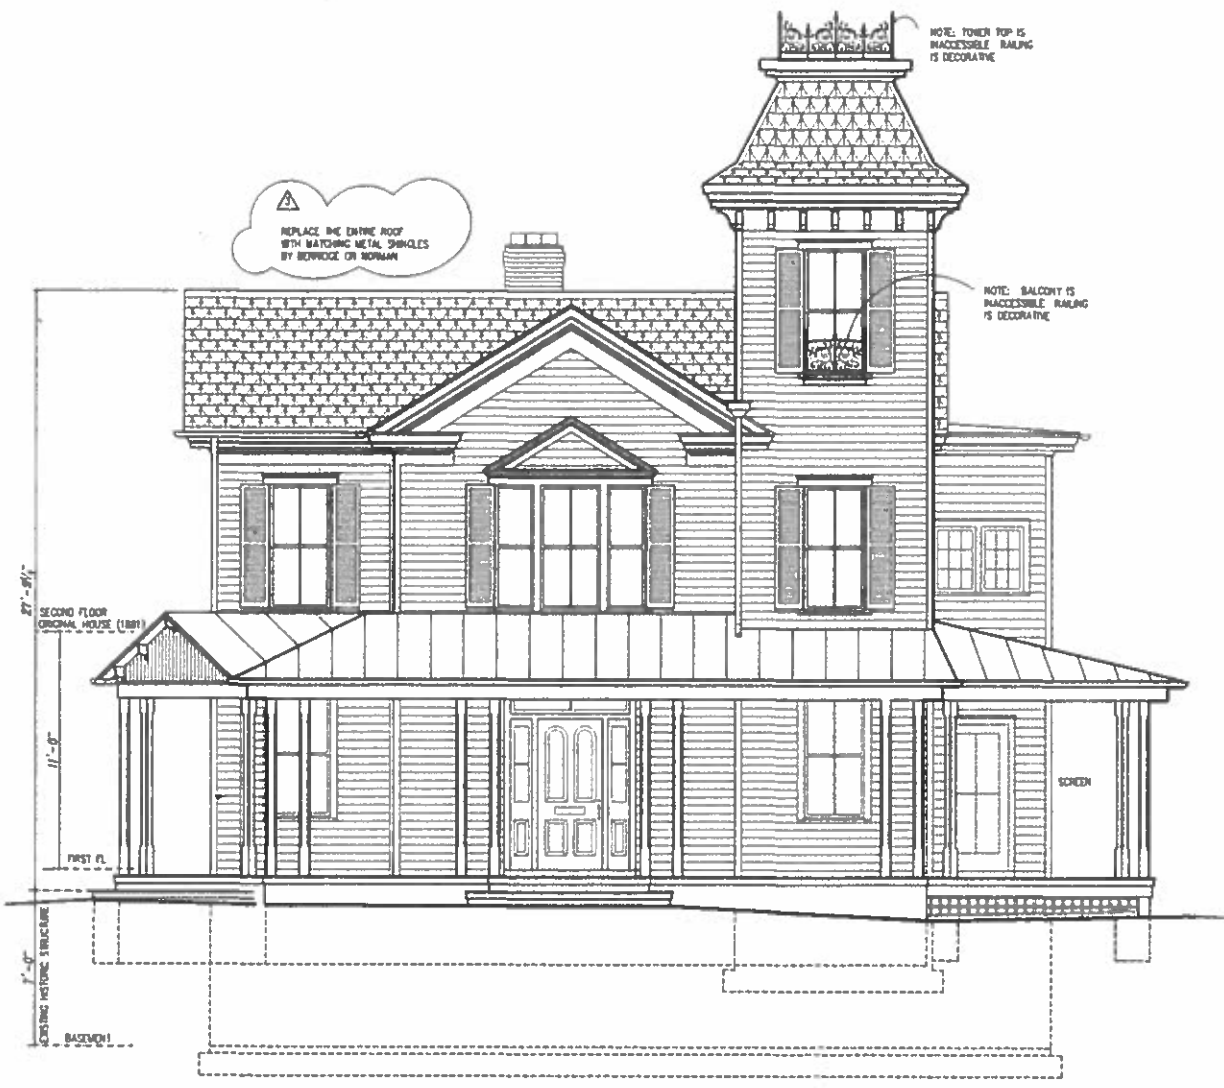 NOTE: TOWER TOP IS
INACCESSIBLE RAILING
IS DECORATIVE
3
REPLACE THE ENTIRE ROOF
WITH MATCHING METAL SHINGLES
BY BERRIDGE OR NORMAN
NOTE: BALCONY IS
INACCESSIBLE RAILING
IS DECORATIVE
SECOND FLOOR
ORIGINAL HOUSE (1881)
11'-0"
SCREEN
FIRST FL
7'-0"
EXISTING HISTORIC STRUCTURE
BASEMENT